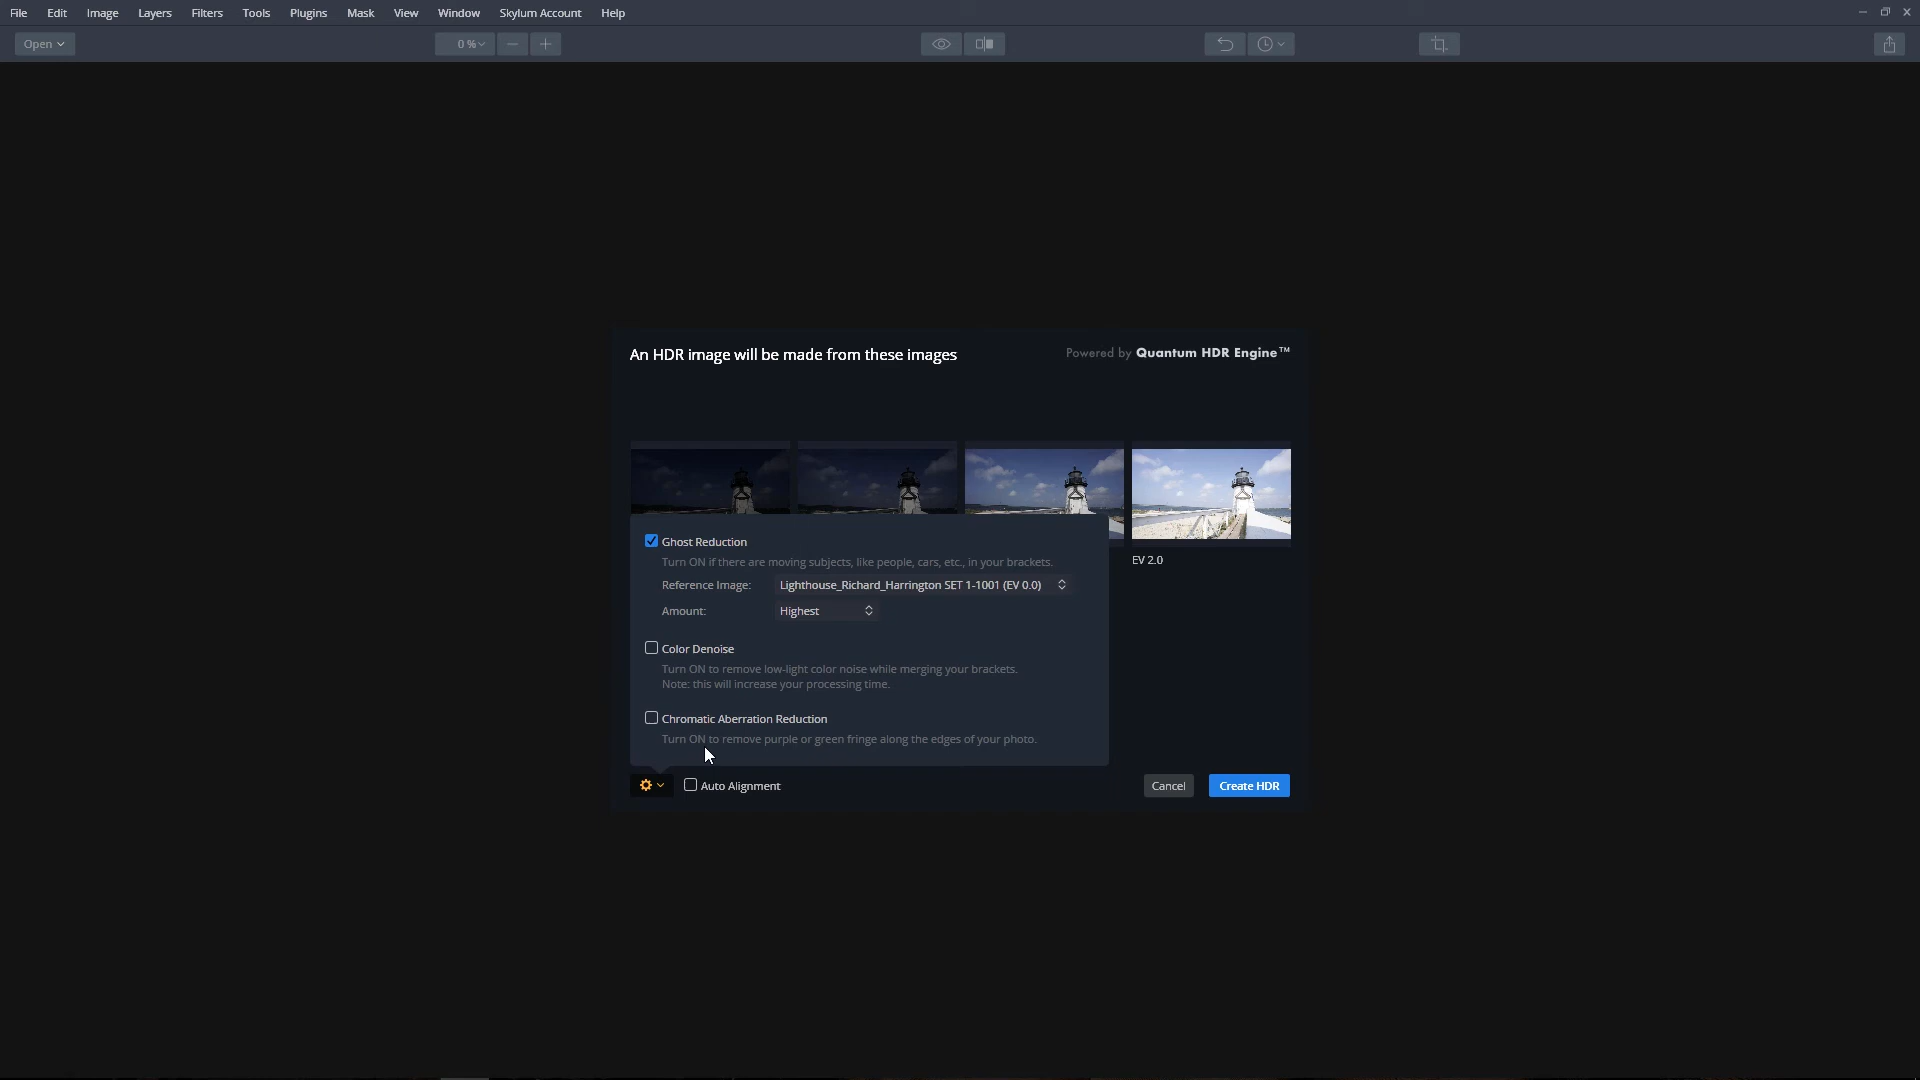 File Edit Image Layers Filters Tools Plugins Mask View Window Skylum Account Help
Open 0 %
An HDR image will be made from these images
Powered by Quantum HDR Engine™
Ghost Reduction
Turn ON if there are moving subjects, like people, cars, etc., in your brackets.
EV 2.0
Reference Image: Lighthouse_Richard_Harrington SET 1-1001 (EV 0.0)
Amount: Highest
Color Denoise
Turn ON to remove low-light color noise while merging your brackets.
Note: this will increase your processing time.
Chromatic Aberration Reduction
Turn ON to remove purple or green fringe along the edges of your photo.
Auto Alignment
Cancel Create HDR